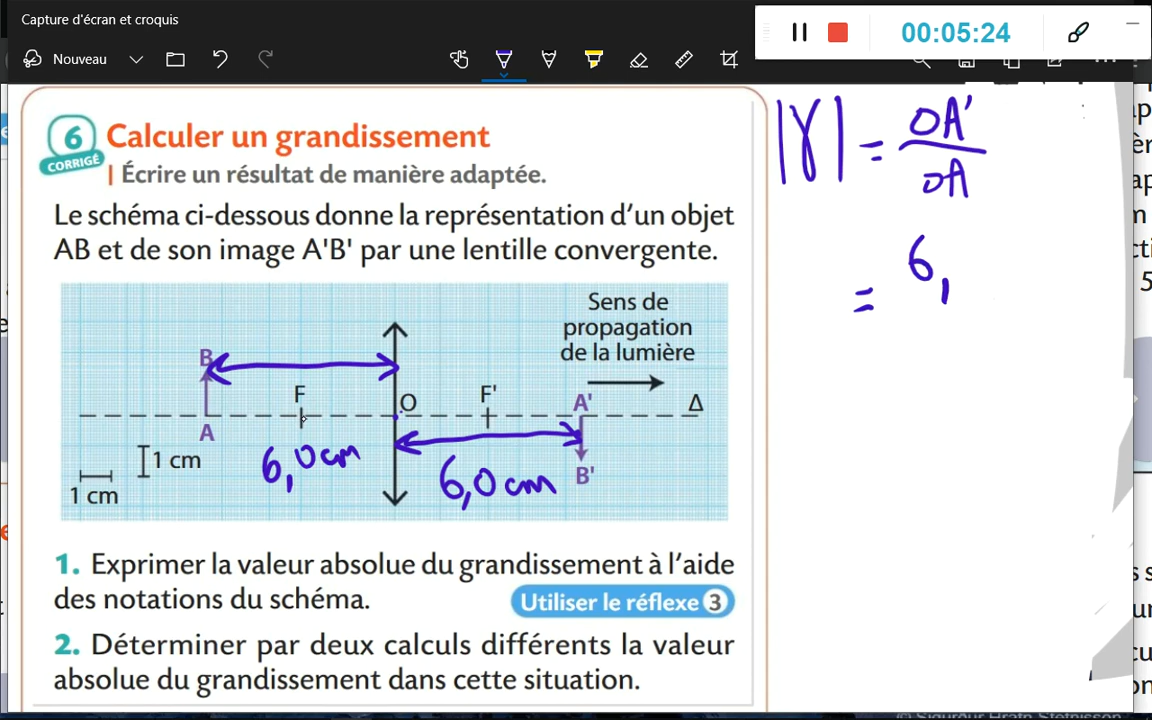 Capture d'écran et croquis
00:05:24
Nouveau
6
CORRIGÉ
Calculer un grandissement
| Écrire un résultat de manière adaptée.
Le schéma ci-dessous donne la représentation d'un objet
AB et de son image A'B' par une lentille convergente.
Sens de
propagation
de la lumière
B
F
O
F'
A'
Δ
A
6,0cm
6,0cm
B'
1 cm
1 cm
1. Exprimer la valeur absolue du grandissement à l'aide
des notations du schéma.
Utiliser le réflexe 3
2. Déterminer par deux calculs différents la valeur
absolue du grandissement dans cette situation.
|γ| = OA'
OA
= 6,